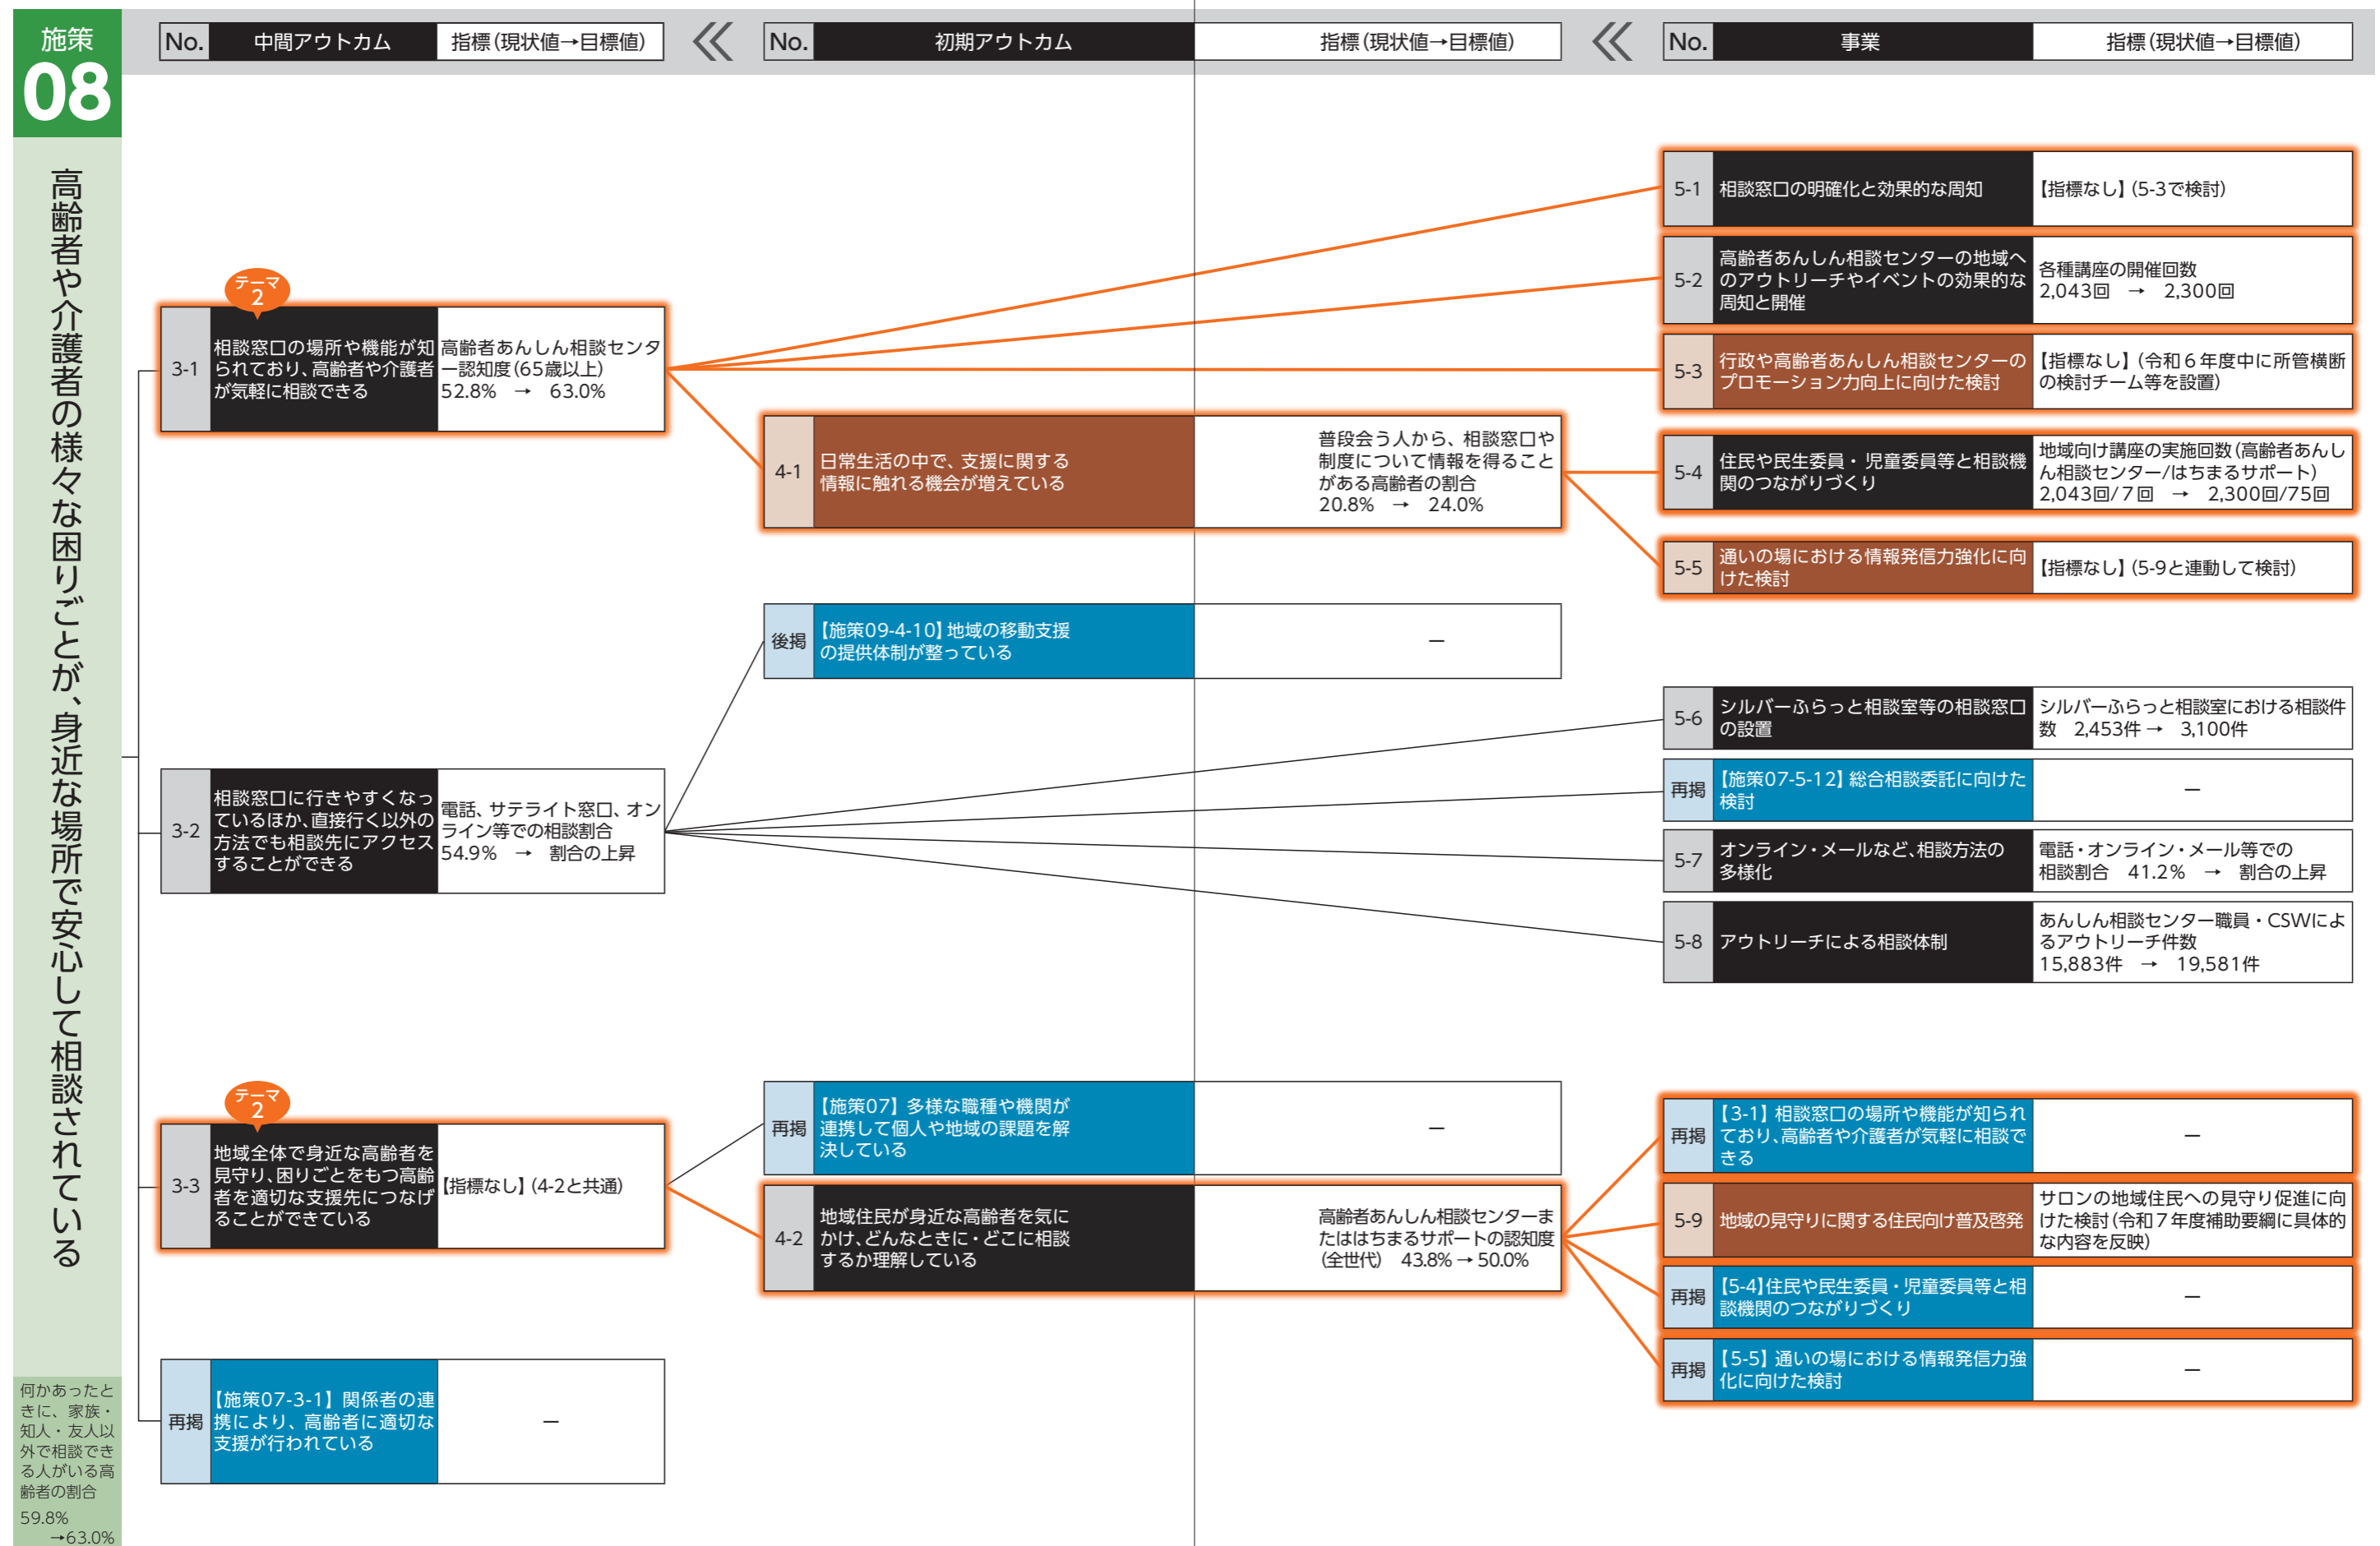 施策
08
高齢者や介護者の様々な困りごとが、身近な場所で安心して相談されている
何かあったと
きに、家族・
知人・友人以
外で相談でき
る人がいる高
齢者の割合
59.8%
→63.0%
No. 中間アウトカム 指標(現状値→目標値)
No. 初期アウトカム 指標(現状値→目標値)
No. 事業 指標(現状値→目標値)
テーマ
2
3-1
相談窓口の場所や機能が知
られており、高齢者や介護者
が気軽に相談できる
高齢者あんしん相談センタ
ー認知度(65歳以上)
52.8% → 63.0%
3-2
相談窓口に行きやすくなっ
ているほか、直接行く以外の
方法でも相談先にアクセス
することができる
電話、サテライト窓口、オン
ライン等での相談割合
54.9% → 割合の上昇
テーマ
2
3-3
地域全体で身近な高齢者を
見守り、困りごとをもつ高齢
者を適切な支援先につなげ
ることができている
【指標なし】(4-2と共通)
再掲
【施策07-3-1】関係者の連
携により、高齢者に適切な
支援が行われている
―
4-1
日常生活の中で、支援に関する
情報に触れる機会が増えている
普段会う人から、相談窓口や
制度について情報を得ること
がある高齢者の割合
20.8% → 24.0%
後掲
【施策09-4-10】地域の移動支援
の提供体制が整っている
―
再掲
【施策07】多様な職種や機関が
連携して個人や地域の課題を解
決している
―
4-2
地域住民が身近な高齢者を気に
かけ、どんなときに・どこに相談
するか理解している
高齢者あんしん相談センターま
たははちまるサポートの認知度
(全世代) 43.8%→50.0%
5-1
相談窓口の明確化と効果的な周知
【指標なし】(5-3で検討)
5-2
高齢者あんしん相談センターの地域へ
のアウトリーチやイベントの効果的な
周知と開催
各種講座の開催回数
2,043回 → 2,300回
5-3
行政や高齢者あんしん相談センターの
プロモーション力向上に向けた検討
【指標なし】(令和6年度中に所管横断
の検討チーム等を設置)
5-4
住民や民生委員・児童委員等と相談機
関のつながりづくり
地域向け講座の実施回数(高齢者あんし
ん相談センター/はちまるサポート)
2,043回/7回 → 2,300回/75回
5-5
通いの場における情報発信力強化に向
けた検討
【指標なし】(5-9と連動して検討)
5-6
シルバーふらっと相談室等の相談窓口
の設置
シルバーふらっと相談室における相談件
数 2,453件→ 3,100件
再掲
【施策07-5-12】総合相談委託に向けた
検討
―
5-7
オンライン・メールなど、相談方法の
多様化
電話・オンライン・メール等での
相談割合 41.2% → 割合の上昇
5-8
アウトリーチによる相談体制
あんしん相談センター職員・CSWによ
るアウトリーチ件数
15,883件 → 19,581件
再掲
【3-1】相談窓口の場所や機能が知られ
ており、高齢者や介護者が気軽に相談で
きる
―
5-9
地域の見守りに関する住民向け普及啓発
サロンの地域住民への見守り促進に向
けた検討(令和7年度補助要綱に具体的
な内容を反映)
再掲
【5-4】住民や民生委員・児童委員等と相
談機関のつながりづくり
―
再掲
【5-5】通いの場における情報発信力強
化に向けた検討
―